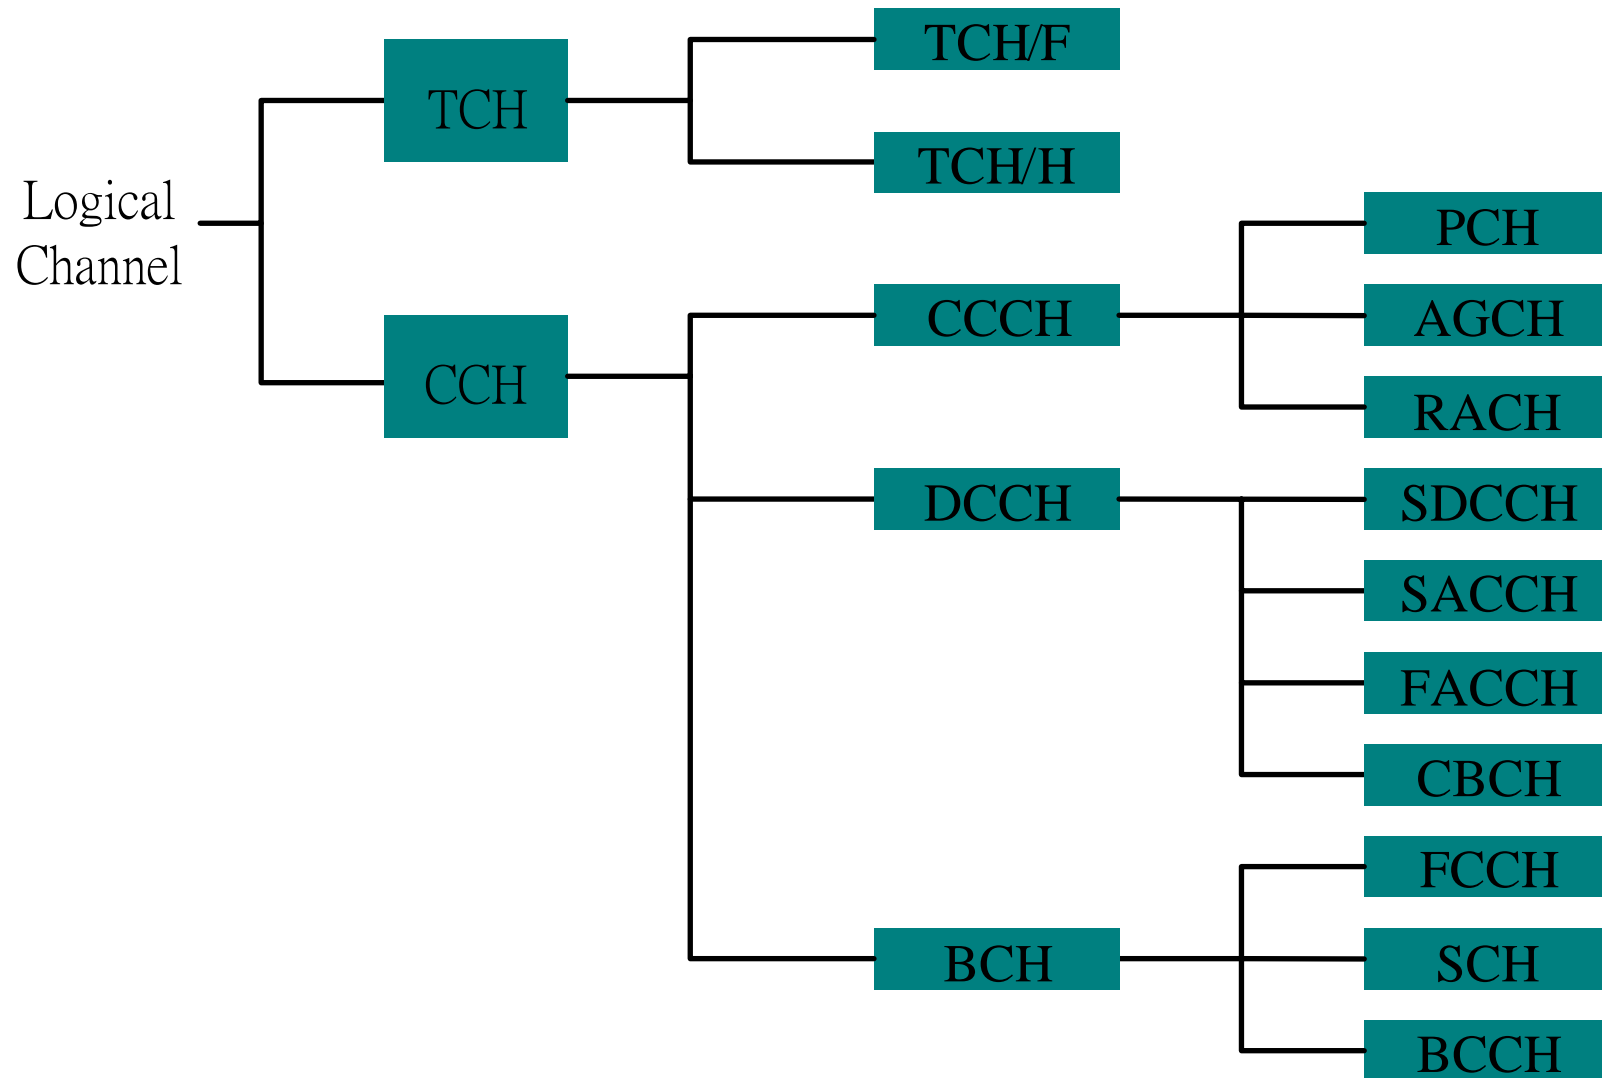 Logical
Channel
TCH
TCH/F
TCH/H
CCH
CCCH
PCH
AGCH
RACH
DCCH
SDCCH
SACCH
FACCH
CBCH
BCH
FCCH
SCH
BCCH